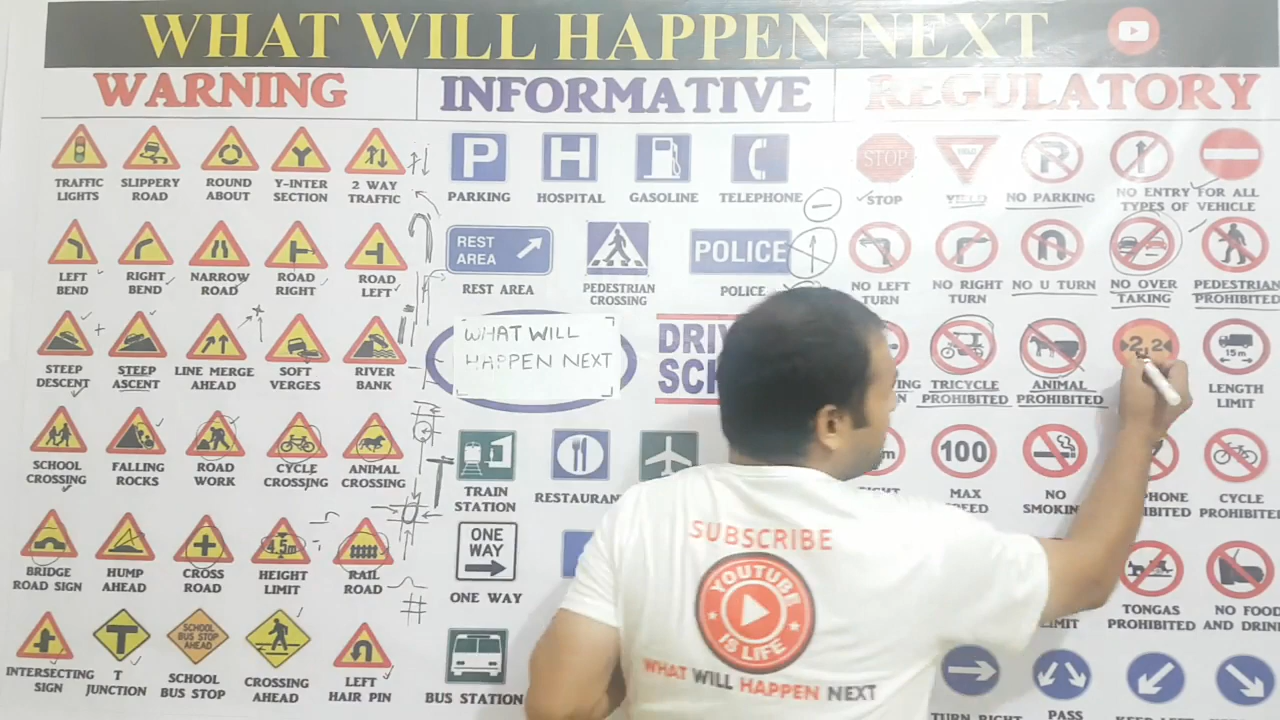 WHAT WILL HAPPEN NEXT
WARNING
INFORMATIVE
REGULATORY
TRAFFIC LIGHTS
SLIPPERY ROAD
ROUND ABOUT
Y-INTER SECTION
2 WAY TRAFFIC
P
PARKING
H
HOSPITAL
GASOLINE
TELEPHONE
STOP
STOP
YIELD
YIELD
P
NO PARKING
NO ENTRY FOR ALL
TYPES OF VEHICLE
LEFT BEND
RIGHT BEND
NARROW ROAD
ROAD RIGHT
ROAD LEFT
REST AREA
REST AREA
PEDESTRIAN CROSSING
POLICE
POLICE
NO LEFT TURN
NO RIGHT TURN
NO U TURN
NO OVER TAKING
PEDESTRIAN PROHIBITED
STEEP DESCENT
STEEP ASCENT
LINE MERGE AHEAD
SOFT VERGES
RIVER BANK
WHAT WILL
HAPPEN NEXT
TRICYCLE PROHIBITED
ANIMAL PROHIBITED
15 m
LENGTH LIMIT
SCHOOL CROSSING
FALLING ROCKS
ROAD WORK
CYCLE CROSSING
ANIMAL CROSSING
TRAIN STATION
100
MAX
NO
CYCLE
BRIDGE ROAD SIGN
HUMP AHEAD
CROSS ROAD
4.5m
HEIGHT LIMIT
RAIL ROAD
ONE WAY
ONE WAY
TONGAS PROHIBITED
NO FOOD
INTERSECTING SIGN
T JUNCTION
SCHOOL BUS STOP AHEAD
SCHOOL BUS STOP
CROSSING AHEAD
LEFT HAIR PIN
BUS STATION
SUBSCRIBE
YOUTUBE
IS LIFE
WHAT WILL HAPPEN NEXT
TURN RIGHT
PASS